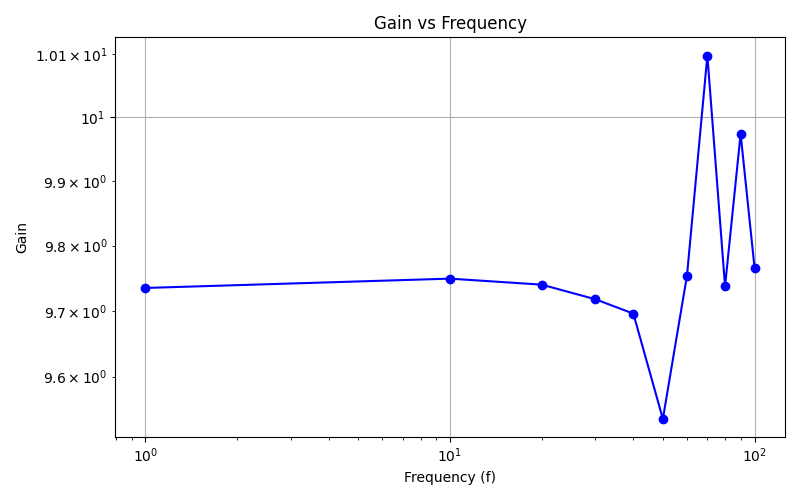 Gain vs Frequency
Gain
1.01 × 10¹
10¹
9.9 × 10⁰
9.8 × 10⁰
9.7 × 10⁰
9.6 × 10⁰
10⁰ 10¹ 10²
Frequency (f)